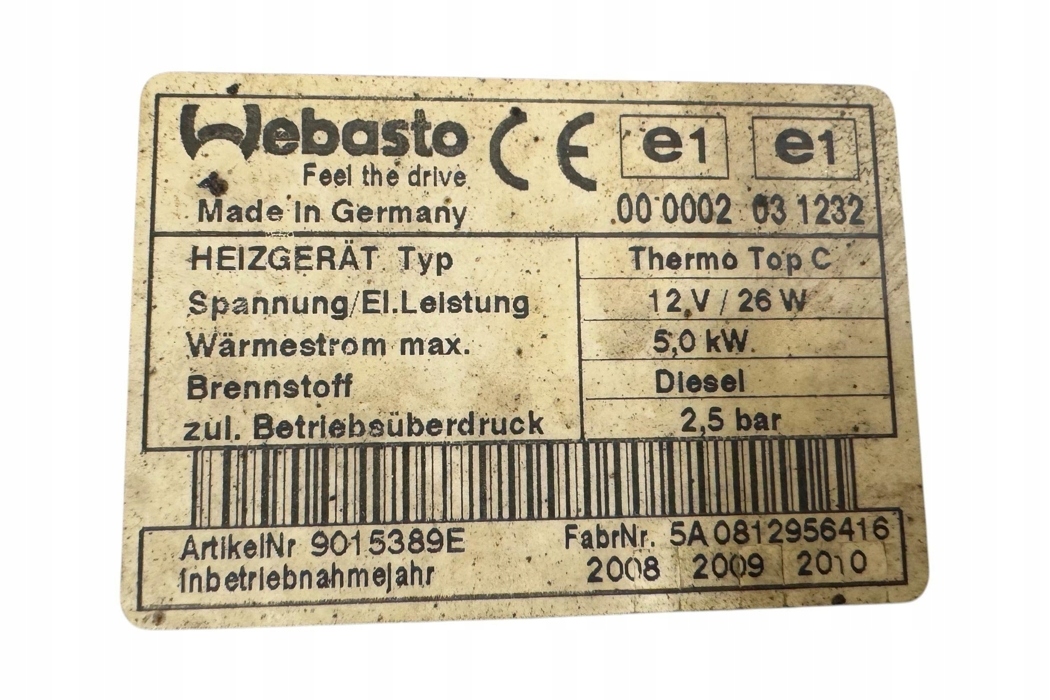 Webasto
Feel the drive
CE e1 e1
Made in Germany
00 0002 03 1232
HEIZGERÄT Typ Thermo Top C
Spannung/El.Leistung 12 V / 26 W
Wärmestrom max. 5,0 kW
Brennstoff Diesel
zul. Betriebsüberdruck 2,5 bar
ArtikelNr 9015389E FabrNr. 5A0812956416
Inbetriebnahmejahr 2008 2009 2010